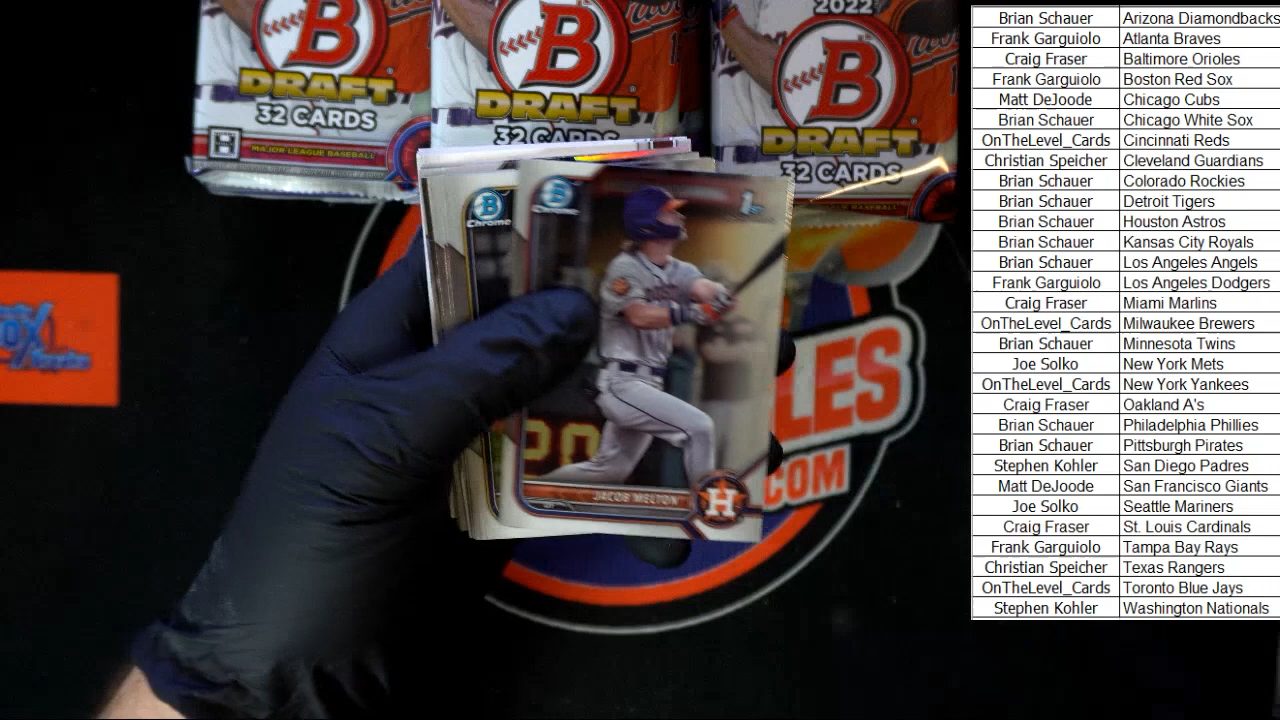 B
DRAFT
32 CARDS
MAJOR LEAGUE BASEBALL
B
DRAFT
32 CARDS
2022
B
DRAFT
32 CARDS
B
Chrome
B
Chrome
1st
20
JACOB MELTON
H
LES
COM
Brian Schauer Arizona Diamondbacks
Frank Garguiolo Atlanta Braves
Craig Fraser Baltimore Orioles
Frank Garguiolo Boston Red Sox
Matt DeJoode Chicago Cubs
Brian Schauer Chicago White Sox
OnTheLevel_Cards Cincinnati Reds
Christian Speicher Cleveland Guardians
Brian Schauer Colorado Rockies
Brian Schauer Detroit Tigers
Brian Schauer Houston Astros
Brian Schauer Kansas City Royals
Brian Schauer Los Angeles Angels
Frank Garguiolo Los Angeles Dodgers
Craig Fraser Miami Marlins
OnTheLevel_Cards Milwaukee Brewers
Brian Schauer Minnesota Twins
Joe Solko New York Mets
OnTheLevel_Cards New York Yankees
Craig Fraser Oakland A's
Brian Schauer Philadelphia Phillies
Brian Schauer Pittsburgh Pirates
Stephen Kohler San Diego Padres
Matt DeJoode San Francisco Giants
Joe Solko Seattle Mariners
Craig Fraser St. Louis Cardinals
Frank Garguiolo Tampa Bay Rays
Christian Speicher Texas Rangers
OnTheLevel_Cards Toronto Blue Jays
Stephen Kohler Washington Nationals